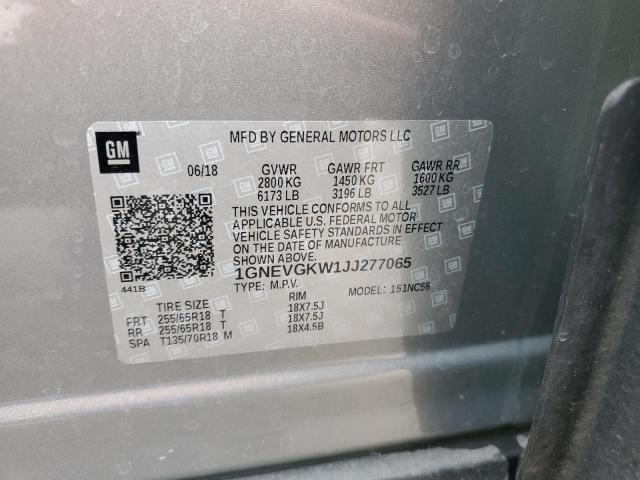 GM
MFD BY GENERAL MOTORS LLC
06/18 GVWR GAWR FRT GAWR RR
2800 KG 1450 KG 1600 KG
6173 LB 3196 LB 3527 LB
THIS VEHICLE CONFORMS TO ALL
APPLICABLE U.S. FEDERAL MOTOR
VEHICLE SAFETY STANDARDS IN EFFECT
ON THE DATE OF MANUFACTURE
SHOWN ABOVE.
1GNEVGKW1JJ277065
441B
TYPE: M.P.V. MODEL: 151NC56
TIRE SIZE RIM
FRT 255/65R18 T 18X7.5J
RR 255/65R18 T 18X7.5J
SPA T135/70R18 M 18X4.5B